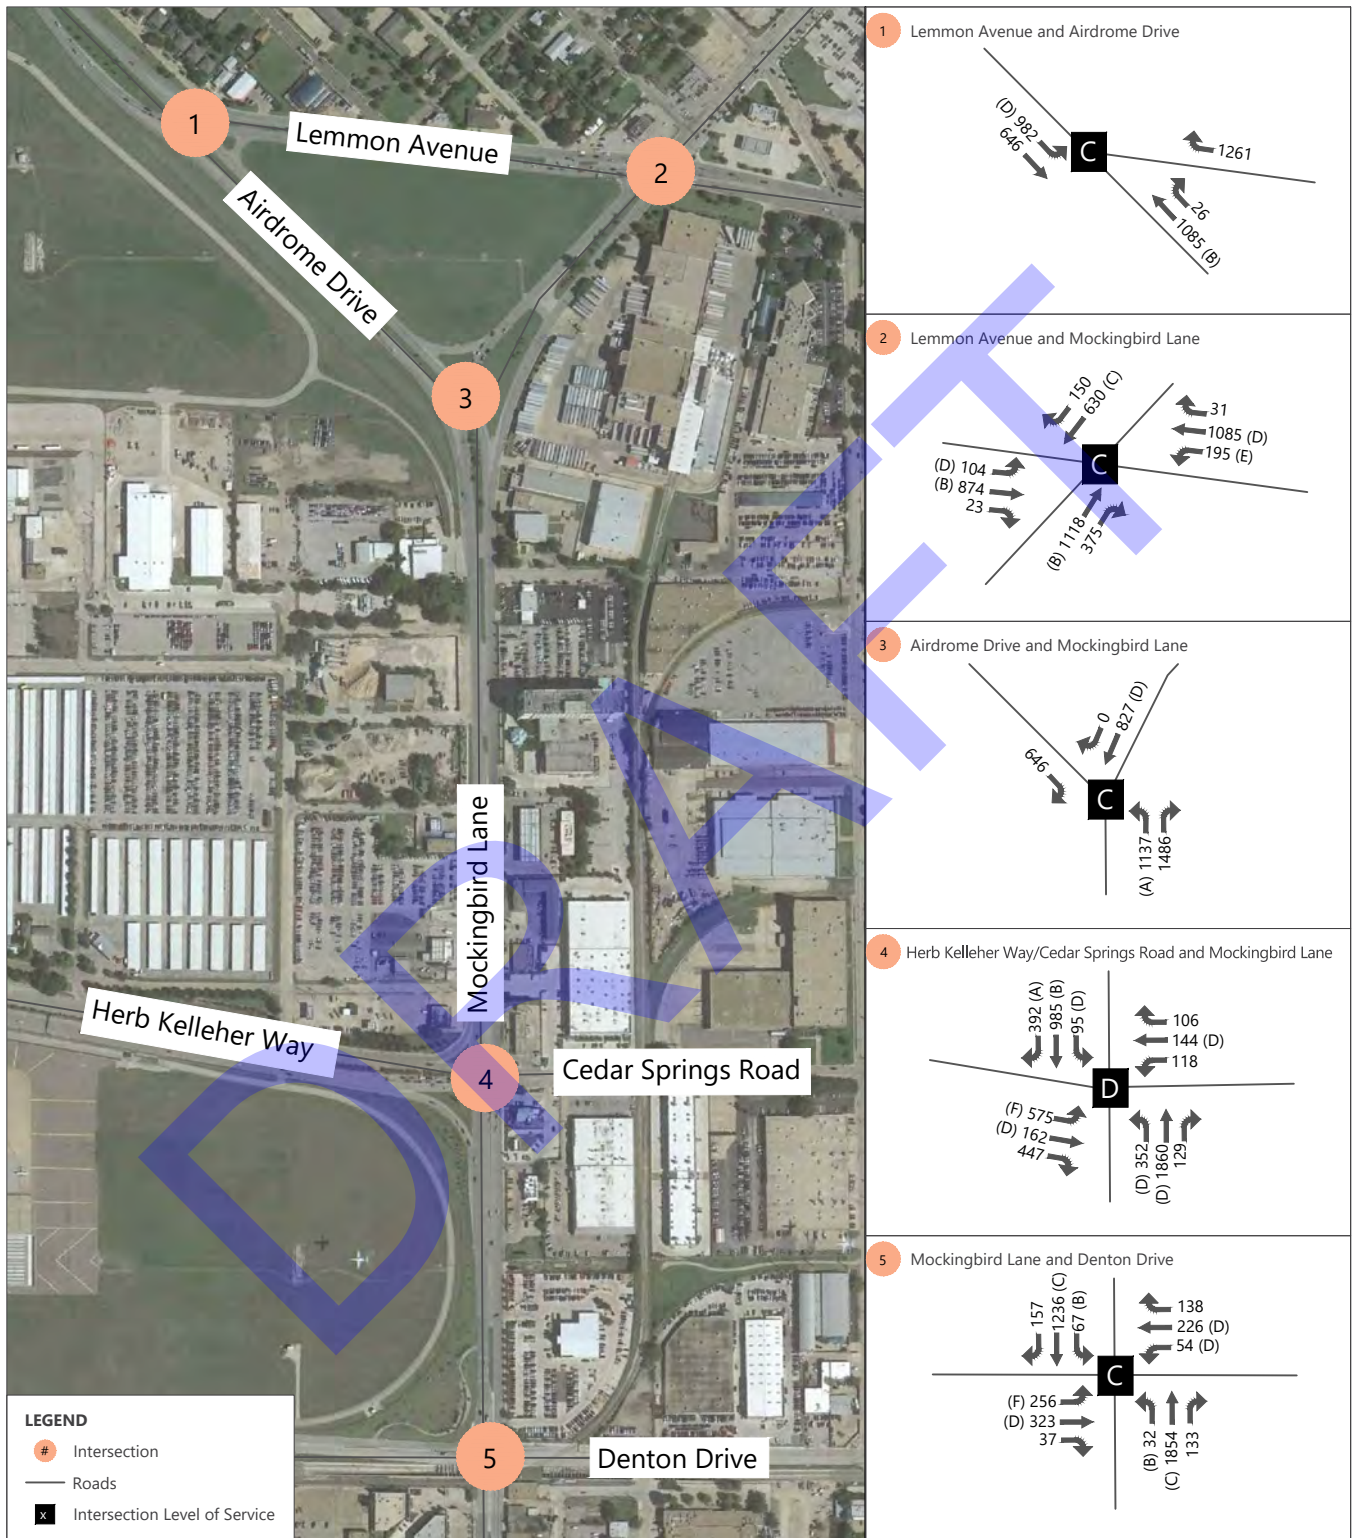 1
Lemmon Avenue
2
Airdrome Drive
3
Mockingbird Lane
Herb Kelleher Way
4
Cedar Springs Road
5
Denton Drive
LEGEND
# Intersection
Roads
x Intersection Level of Service
DRAFT
1 Lemmon Avenue and Airdrome Drive
(D) 982
646
C
1261
26
1085 (B)
2 Lemmon Avenue and Mockingbird Lane
150
630 (C)
31
1085 (D)
195 (E)
C
(D) 104
(B) 874
23
(B) 1118
375
3 Airdrome Drive and Mockingbird Lane
0
827 (D)
646
C
(A) 1137
1486
4 Herb Kelleher Way/Cedar Springs Road and Mockingbird Lane
392 (A)
985 (B)
95 (D)
106
144 (D)
118
D
(F) 575
(D) 162
447
(D) 352
(D) 1860
129
5 Mockingbird Lane and Denton Drive
157
1236 (C)
67 (B)
138
226 (D)
54 (D)
C
(F) 256
(D) 323
37
(B) 32
(C) 1854
133